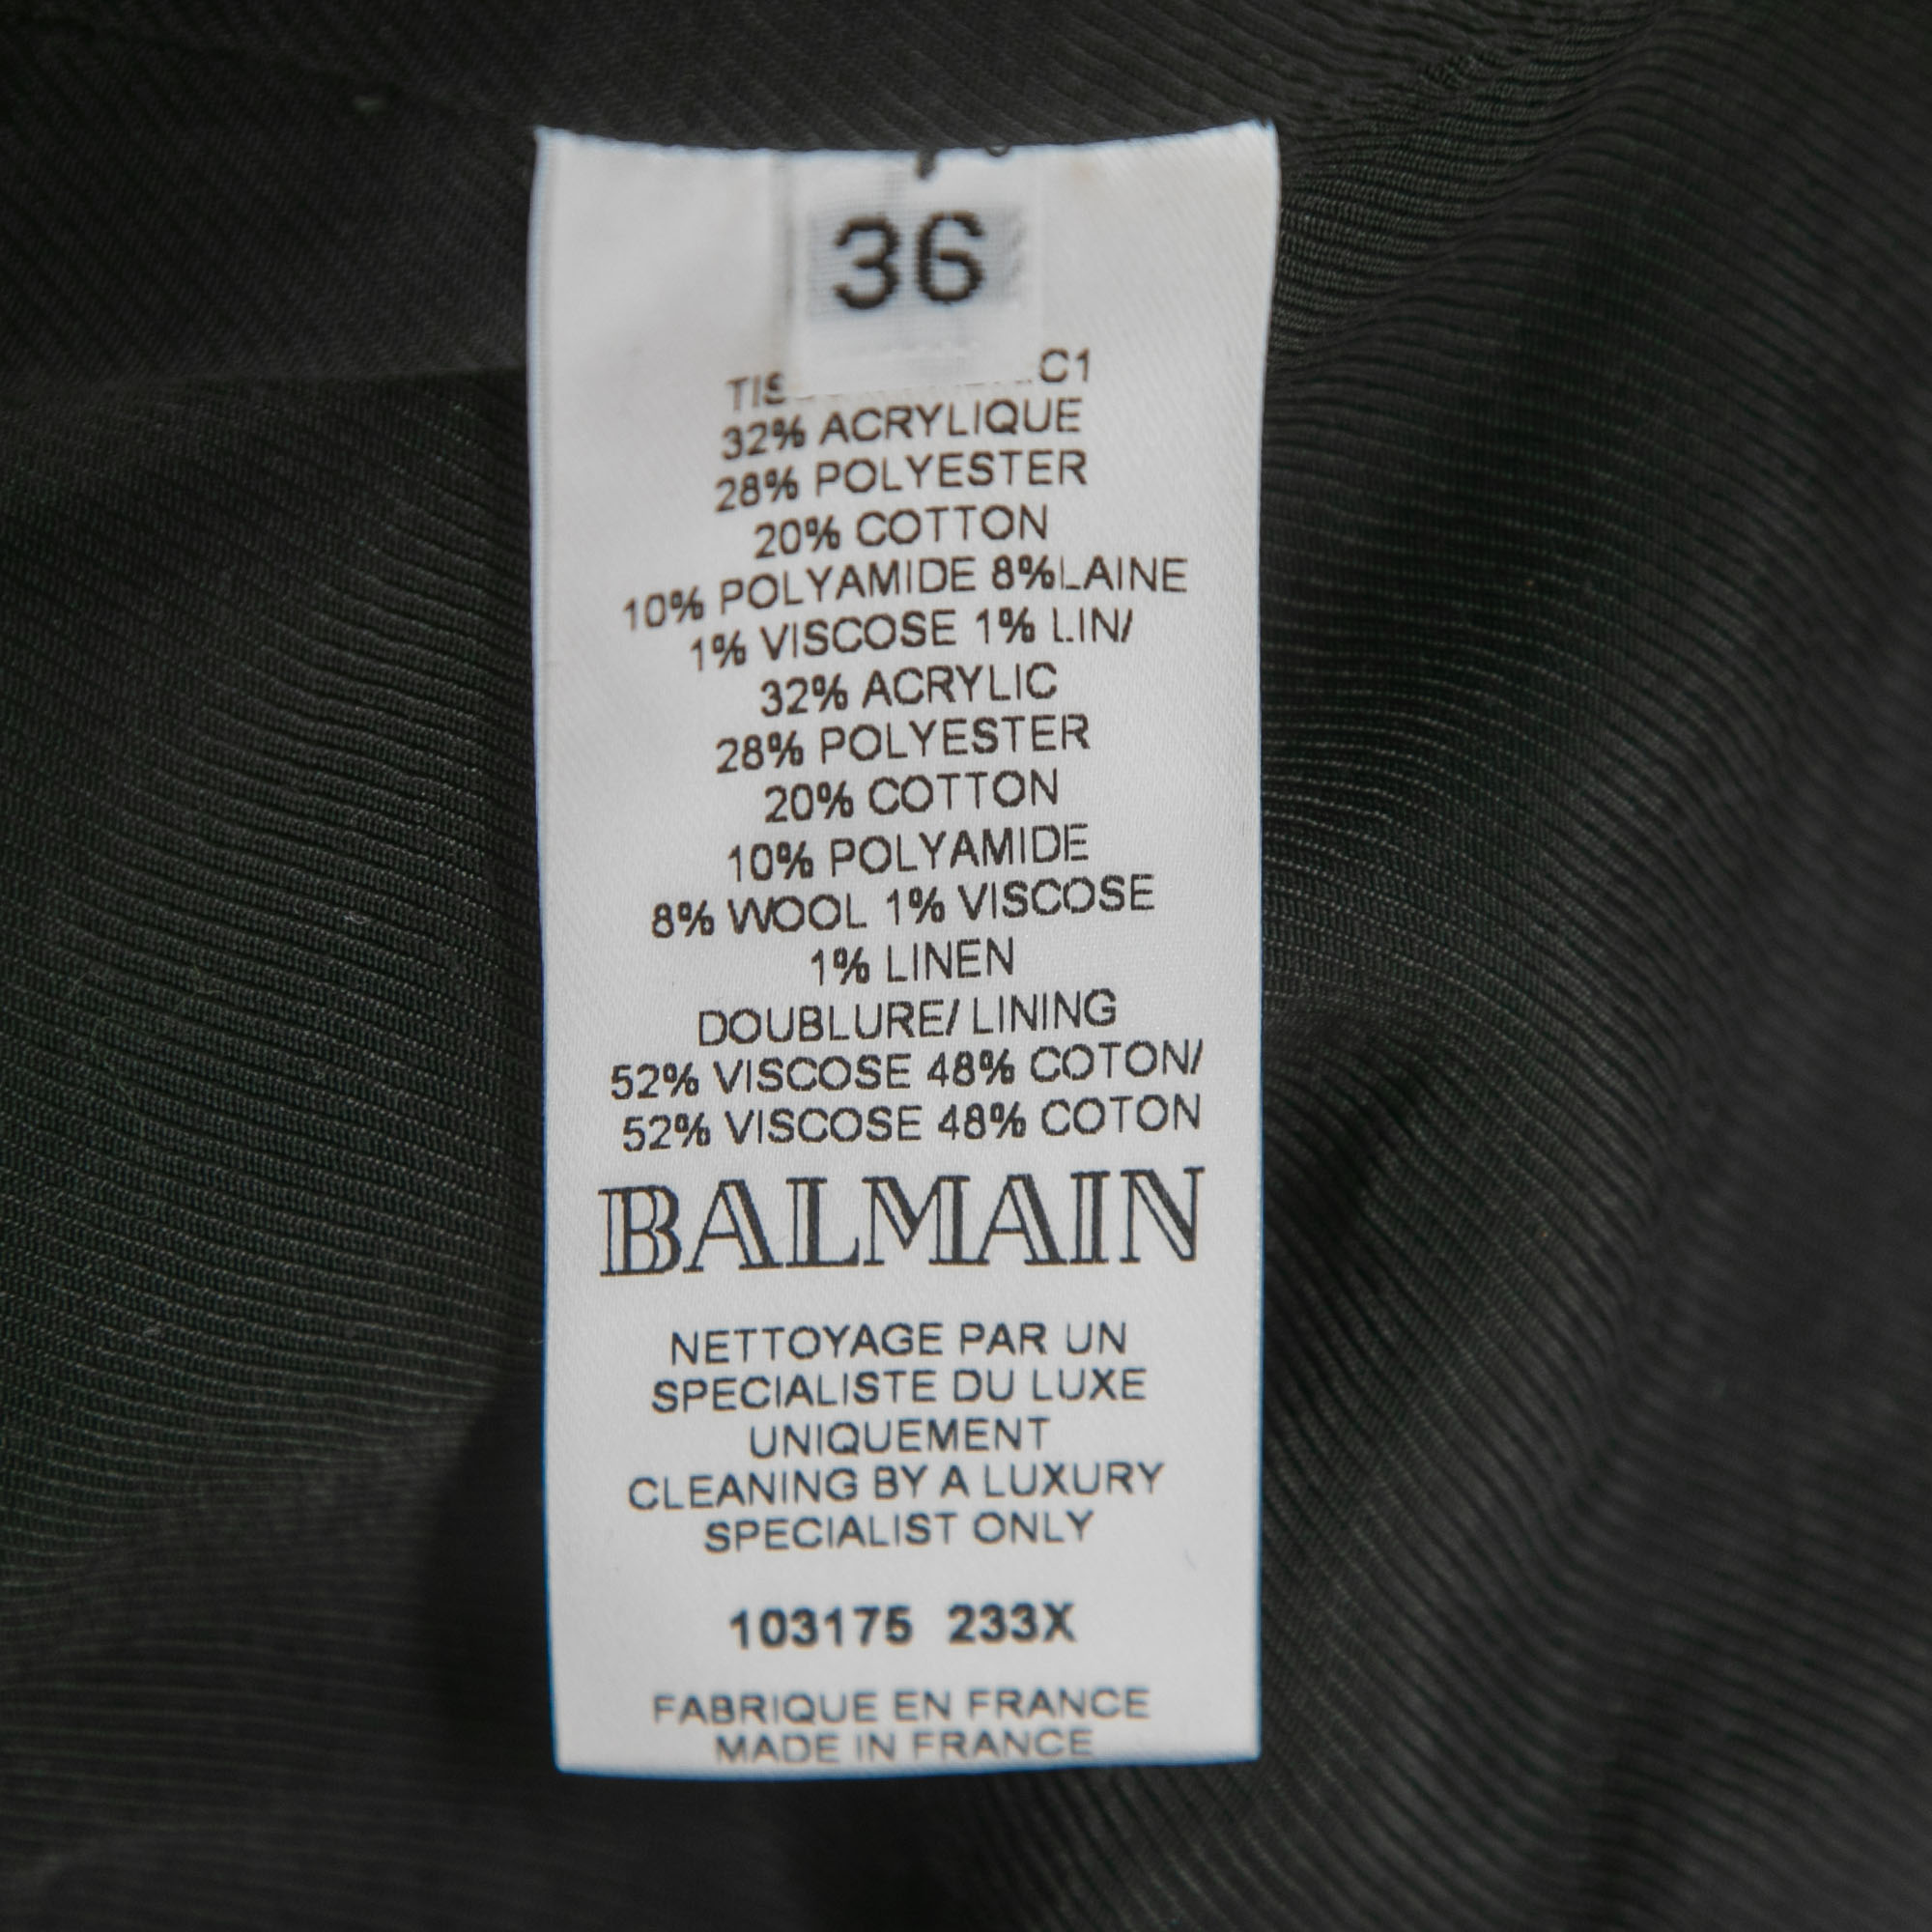 36
C1
32% ACRYLIQUE
28% POLYESTER
20% COTTON
10% POLYAMIDE 8%LAINE
1% VISCOSE 1% LIN/
32% ACRYLIC
28% POLYESTER
20% COTTON
10% POLYAMIDE
8% WOOL 1% VISCOSE
1% LINEN
DOUBLURE/ LINING
52% VISCOSE 48% COTON/
52% VISCOSE 48% COTON
BALMAIN
NETTOYAGE PAR UN
SPECIALISTE DU LUXE
UNIQUEMENT
CLEANING BY A LUXURY
SPECIALIST ONLY
103175 233X
FABRIQUE EN FRANCE
MADE IN FRANCE